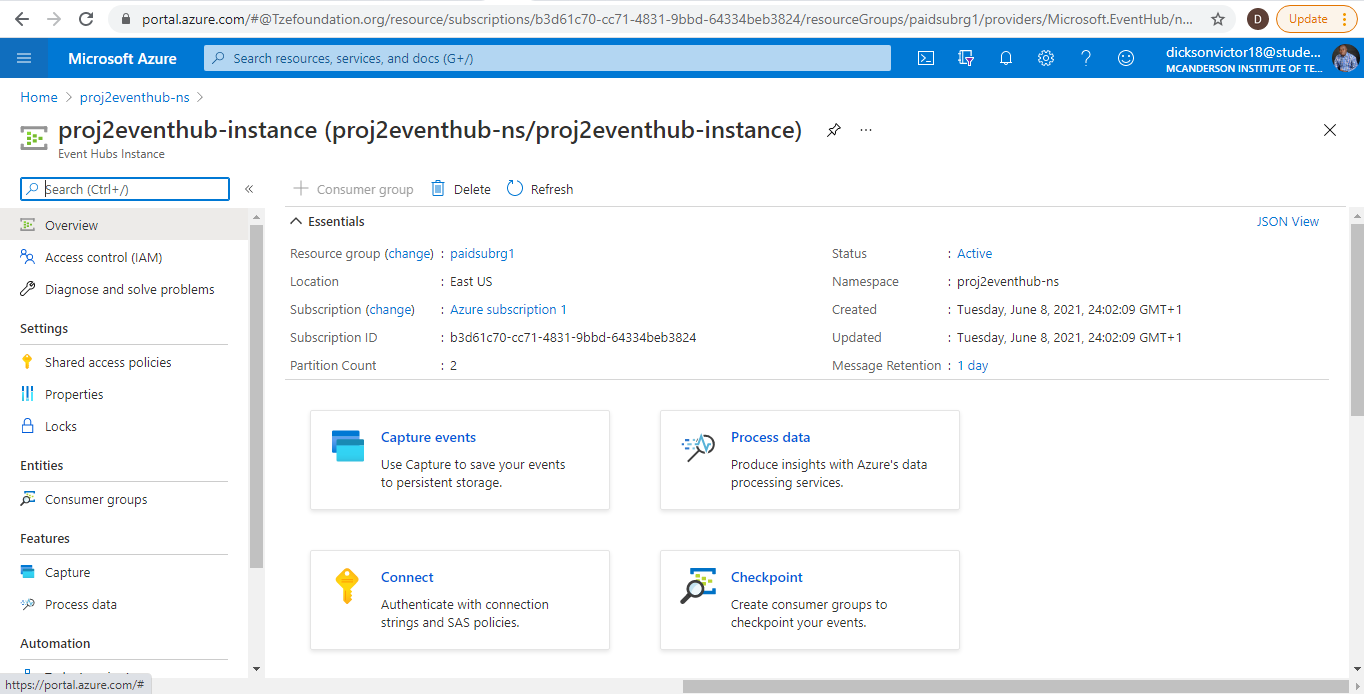 portal.azure.com/#@Tzefoundation.org/resource/subscriptions/b3d61c70-cc71-4831-9bbd-64334beb3824/resourceGroups/paidsubrg1/providers/Microsoft.EventHub/n...
D
Update
Microsoft Azure
Search resources, services, and docs (G+/)
dicksonvictor18@stude...
MCANDERSON INSTITUTE OF TE...
Home > proj2eventhub-ns >
proj2eventhub-instance (proj2eventhub-ns/proj2eventhub-instance)
...
Event Hubs Instance
Search (Ctrl+/)
«
Overview
Access control (IAM)
Diagnose and solve problems
Settings
Shared access policies
Properties
Locks
Entities
Consumer groups
Features
Capture
Process data
Automation
https://portal.azure.com/#
Consumer group
Delete
Refresh
Essentials
JSON View
Resource group (change) : paidsubrg1
Location : East US
Subscription (change) : Azure subscription 1
Subscription ID : b3d61c70-cc71-4831-9bbd-64334beb3824
Partition Count : 2
Status : Active
Namespace : proj2eventhub-ns
Created : Tuesday, June 8, 2021, 24:02:09 GMT+1
Updated : Tuesday, June 8, 2021, 24:02:09 GMT+1
Message Retention : 1 day
Capture events
Use Capture to save your events
to persistent storage.
Process data
Produce insights with Azure's data
processing services.
Connect
Authenticate with connection
strings and SAS policies.
Checkpoint
Create consumer groups to
checkpoint your events.